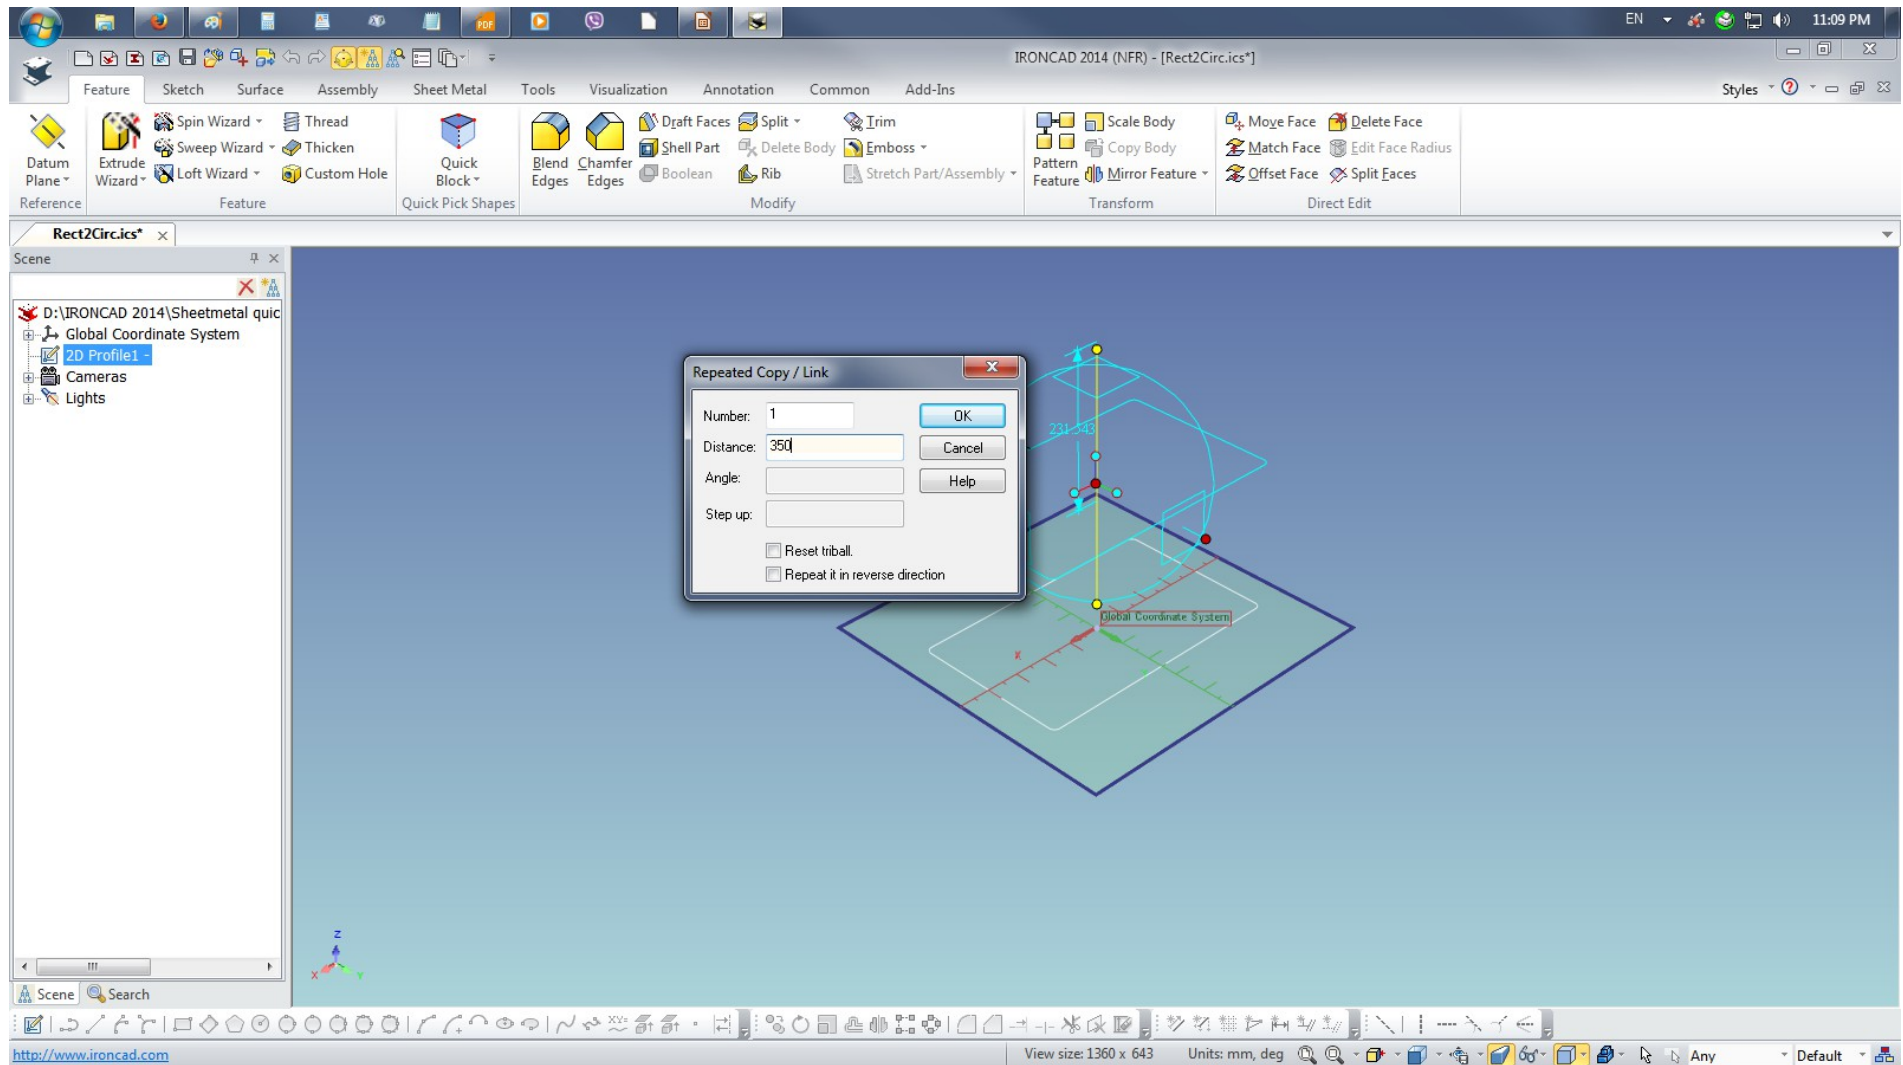 EN 11:09 PM
IRONCAD 2014 (NFR) - [Rect2Circ.ics*]
Feature Sketch Surface Assembly Sheet Metal Tools Visualization Annotation Common Add-Ins Styles
Datum Plane
Extrude Wizard
Spin Wizard
Sweep Wizard
Loft Wizard
Thread
Thicken
Custom Hole
Quick Block
Blend Edges
Chamfer Edges
Draft Faces
Shell Part
Boolean
Split
Delete Body
Rib
Trim
Emboss
Stretch Part/Assembly
Pattern Feature
Scale Body
Copy Body
Mirror Feature
Move Face
Match Face
Offset Face
Delete Face
Edit Face Radius
Split Faces
Reference Feature Quick Pick Shapes Modify Transform Direct Edit
Rect2Circ.ics*
Scene
D:\IRONCAD 2014\Sheetmetal quic
Global Coordinate System
2D Profile1 -
Cameras
Lights
Repeated Copy / Link
Number: 1 OK
Distance: 350 Cancel
Angle: Help
Step up:
Reset triball.
Repeat it in reverse direction
231.543
Global Coordinate System
X
Y
Z
X Y
Scene Search
PDF
http://www.ironcad.com View size: 1360 x 643 Units: mm, deg Any Default